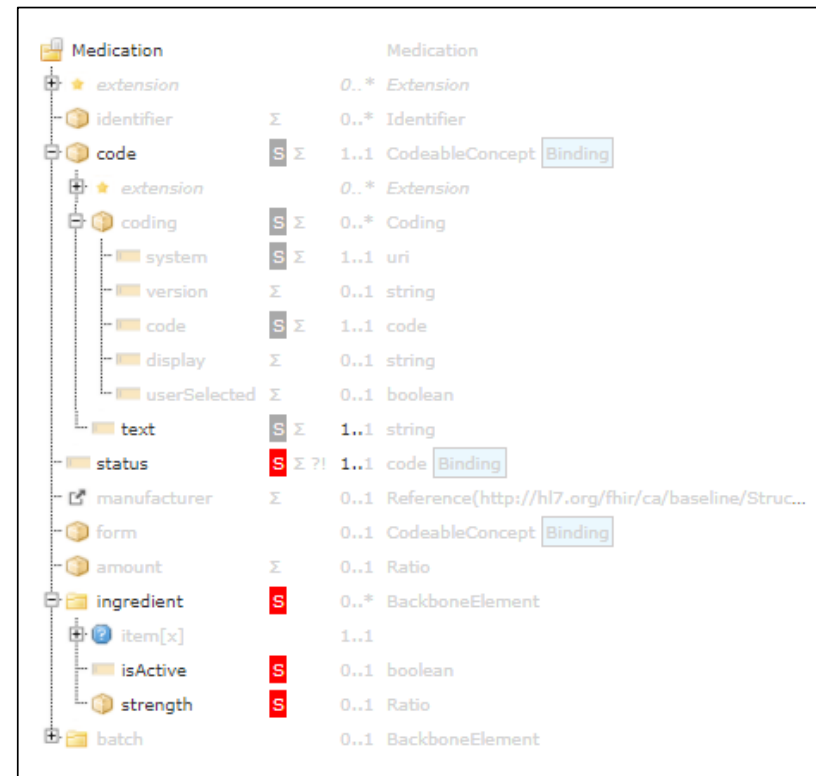 Medication Medication
extension 0..* Extension
identifier Σ 0..* Identifier
code S Σ 1..1 CodeableConcept Binding
extension 0..* Extension
coding S Σ 0..* Coding
system S Σ 1..1 uri
version Σ 0..1 string
code S Σ 1..1 code
display Σ 0..1 string
userSelected Σ 0..1 boolean
text S Σ 1..1 string
status S Σ ?! 1..1 code Binding
manufacturer Σ 0..1 Reference(http://hl7.org/fhir/ca/baseline/Struc...
form 0..1 CodeableConcept Binding
amount Σ 0..1 Ratio
ingredient S 0..* BackboneElement
item[x] 1..1
isActive S 0..1 boolean
strength S 0..1 Ratio
batch 0..1 BackboneElement